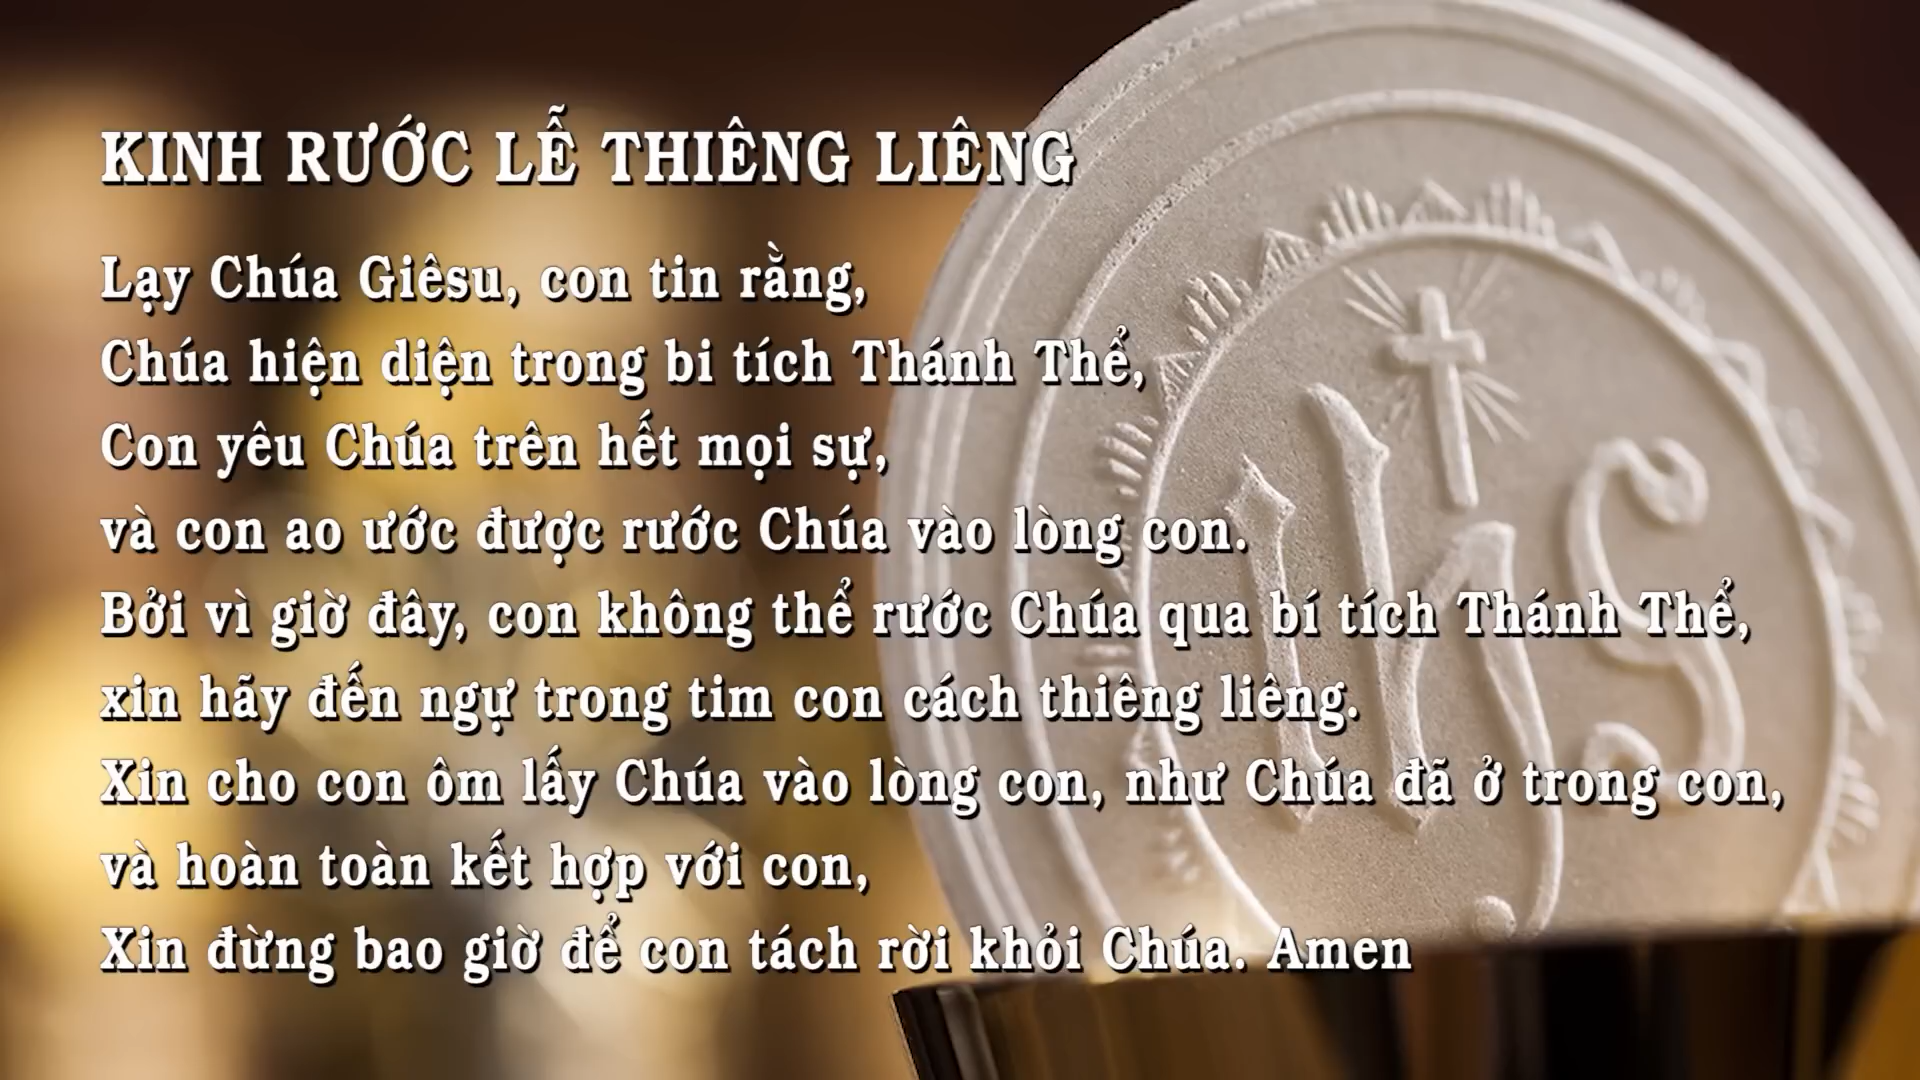 KINH RƯỚC LỄ THIÊNG LIÊNG
Lạy Chúa Giêsu, con tin rằng,
Chúa hiện diện trong bi tích Thánh Thể,
Con yêu Chúa trên hết mọi sự,
và con ao ước được rước Chúa vào lòng con.
Bởi vì giờ đây, con không thể rước Chúa qua bí tích Thánh Thể,
xin hãy đến ngự trong tim con cách thiêng liêng.
Xin cho con ôm lấy Chúa vào lòng con, như Chúa đã ở trong con,
và hoàn toàn kết hợp với con,
Xin đừng bao giờ để con tách rời khỏi Chúa. Amen
ihs